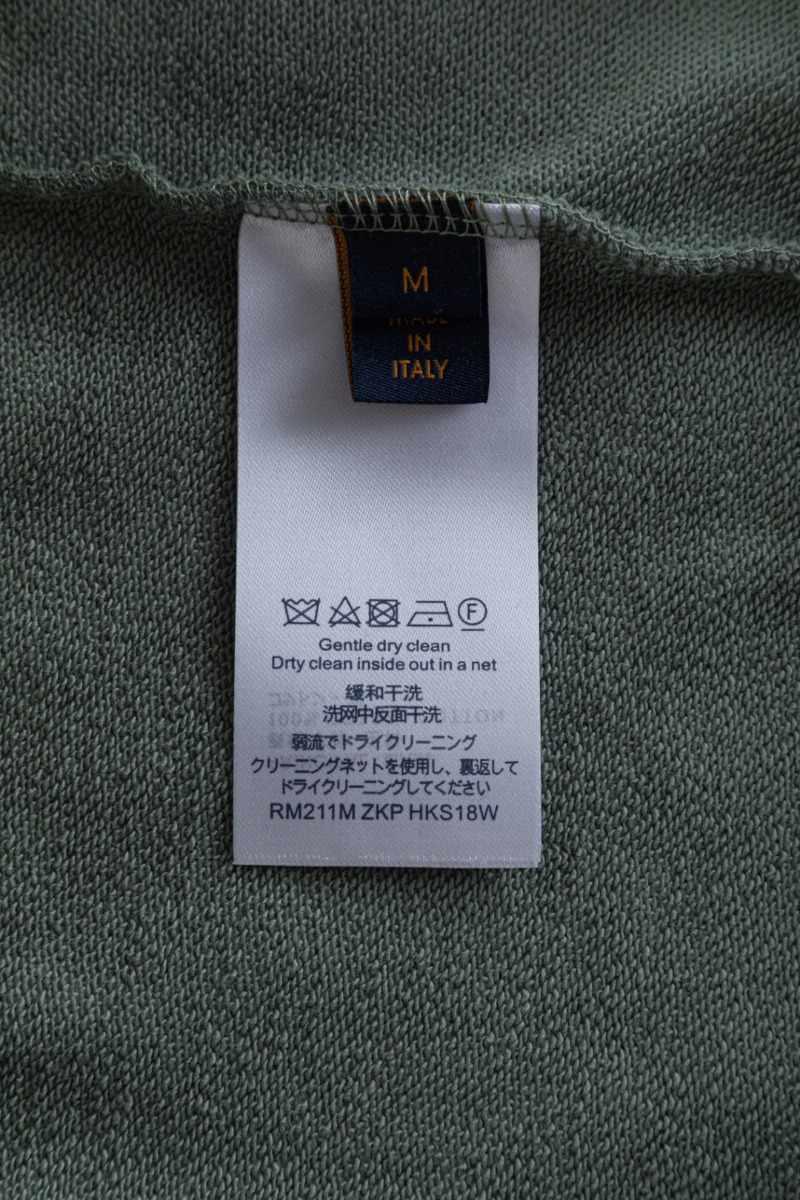 M
MADE
IN
ITALY
F
Gentle dry clean
Drty clean inside out in a net
缓和干洗
洗网中反面干洗
弱流でドライクリーニング
クリーニングネットを使用し、裏返して
ドライクリーニングしてください
RM211M ZKP HKS18W